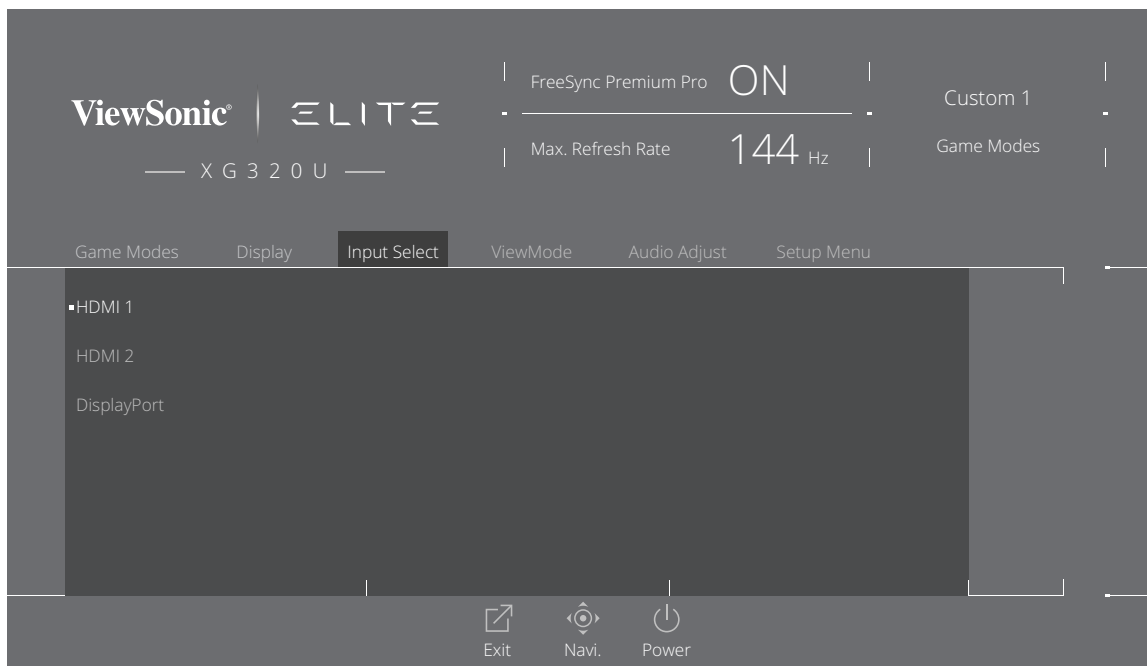 ViewSonic® | ELITE
XG320U
FreeSync Premium Pro ON
Max. Refresh Rate 144 Hz
Custom 1
Game Modes
Game Modes Display Input Select ViewMode Audio Adjust Setup Menu
HDMI 1
HDMI 2
DisplayPort
Exit Navi. Power